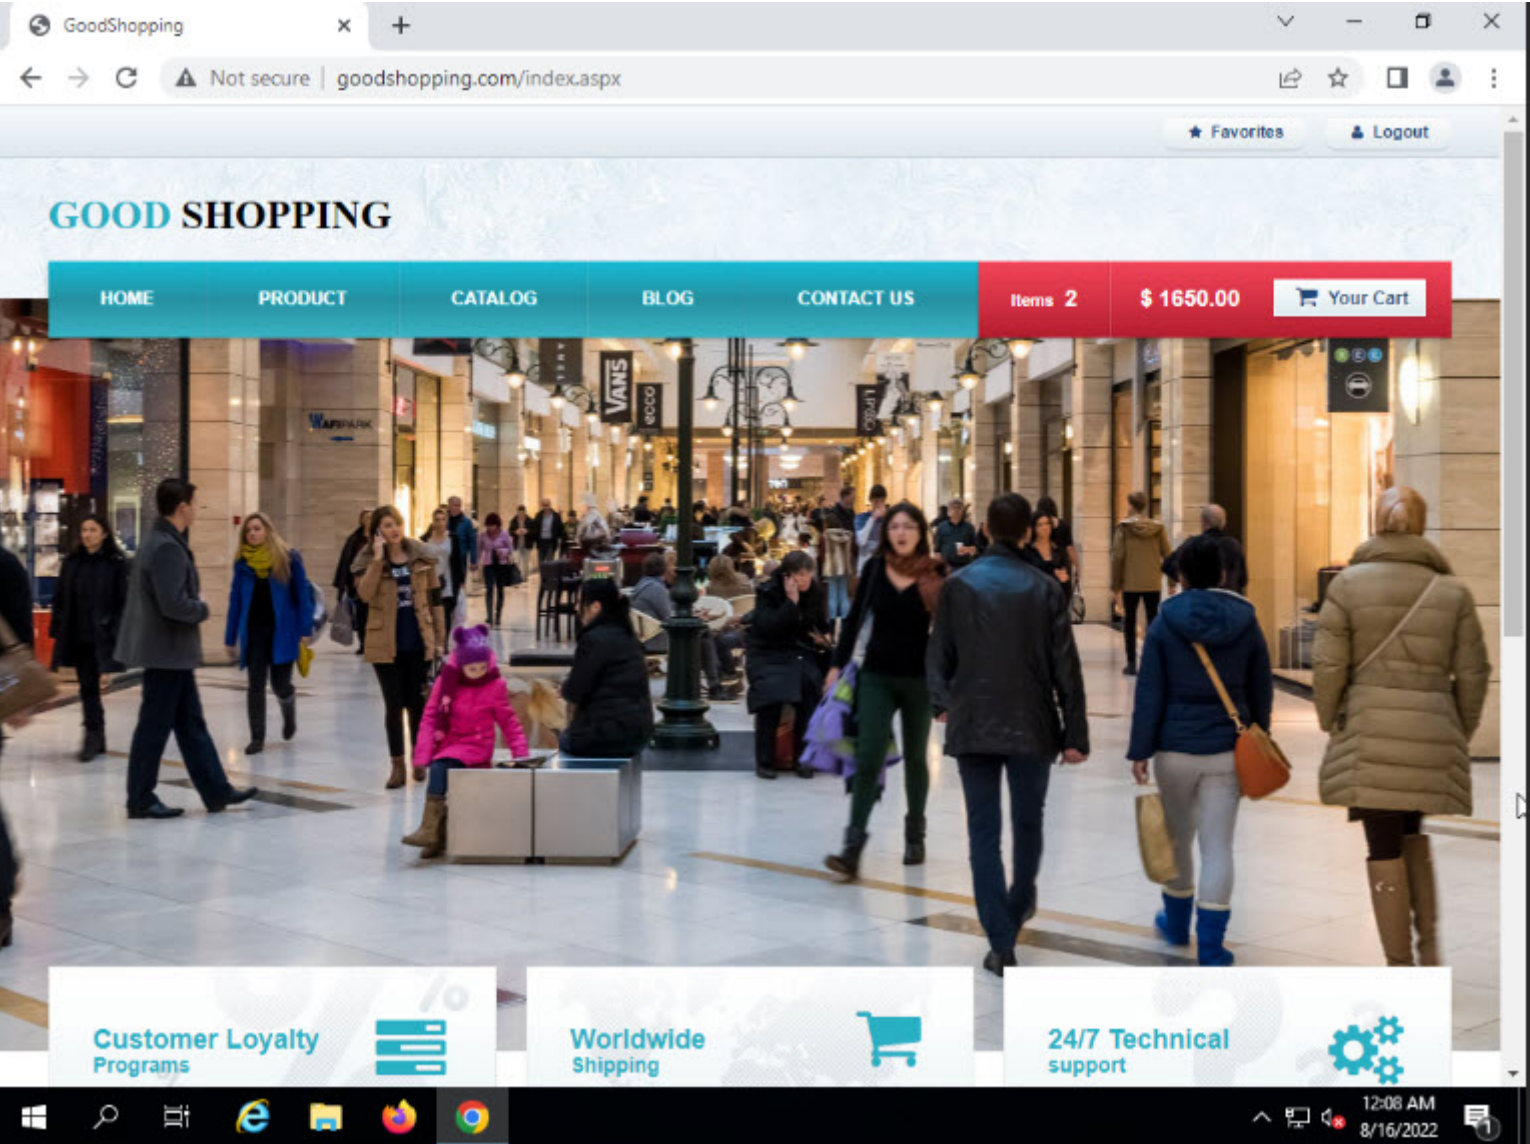 GoodShopping
Not secure | goodshopping.com/index.aspx
Favorites
Logout
GOOD SHOPPING
HOME PRODUCT CATALOG BLOG CONTACT US Items 2 $ 1650.00 Your Cart
VANS
ecco
WAFIPARK
Customer Loyalty
Programs
Worldwide
Shipping
24/7 Technical
support
12:08 AM
8/16/2022
1